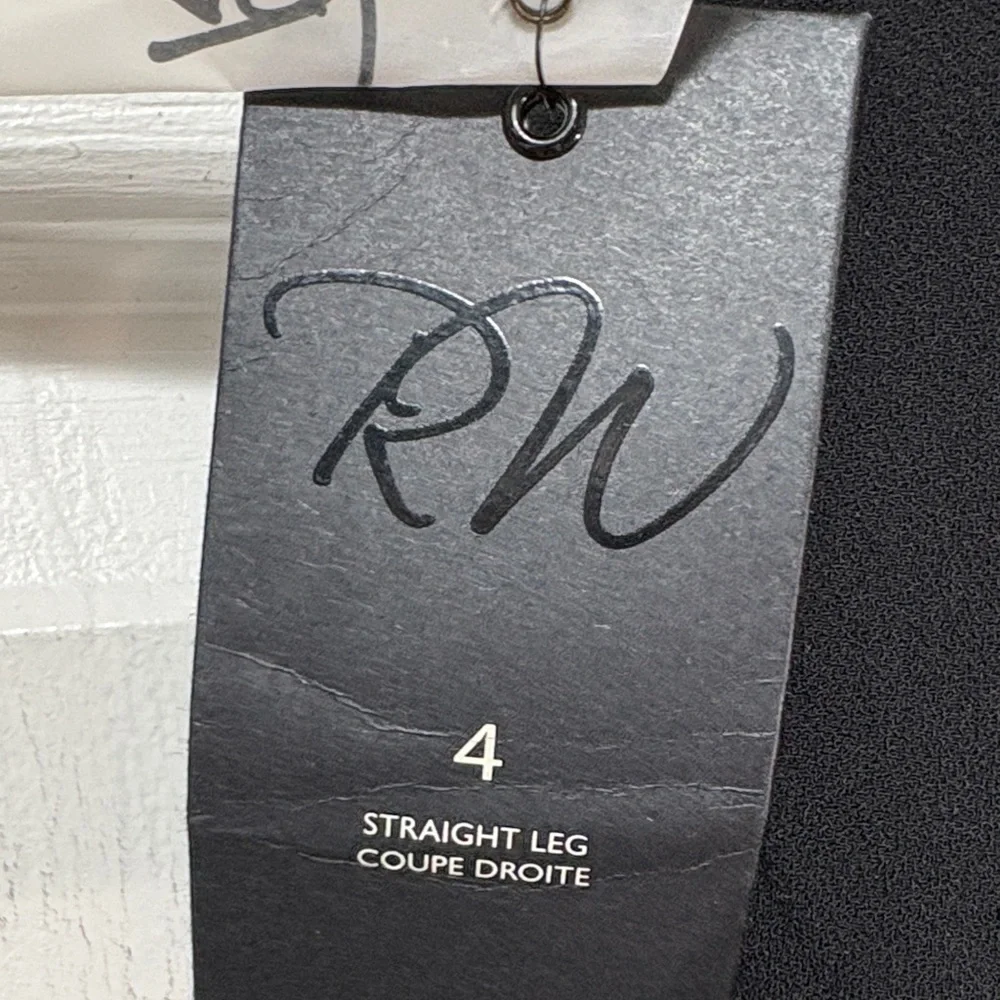 RW
4
STRAIGHT LEG
COUPE DROITE